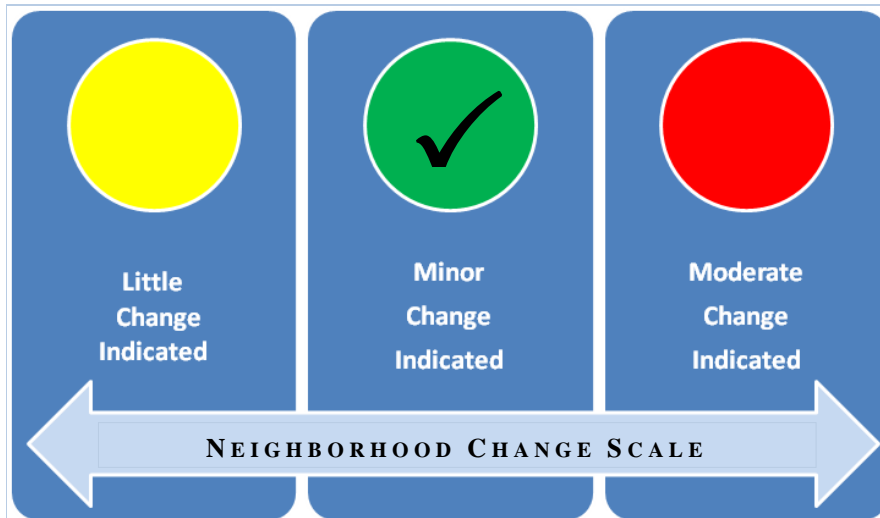 Little
Change
Indicated
Minor
Change
Indicated
Moderate
Change
Indicated
NEIGHBORHOOD CHANGE SCALE